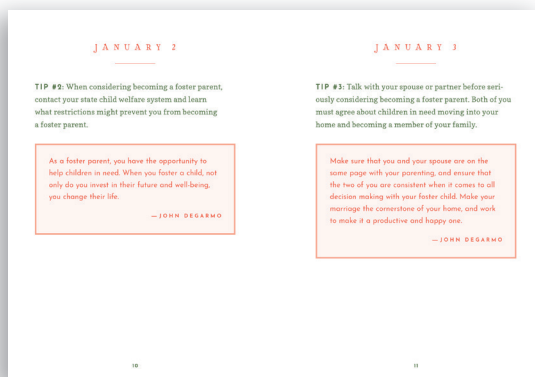 JANUARY 2
TIP #2: When considering becoming a foster parent,
contact your state child welfare system and learn
what restrictions might prevent you from becoming
a foster parent.
As a foster parent, you have the opportunity to
help children in need. When you foster a child, not
only do you invest in their future and well-being,
you change their life.
—JOHN DEGARMO
10
JANUARY 3
TIP #3: Talk with your spouse or partner before seri-
ously considering becoming a foster parent. Both of you
must agree about children in need moving into your
home and becoming a member of your family.
Make sure that you and your spouse are on the
same page with your parenting, and ensure that
the two of you are consistent when it comes to all
decision making with your foster child. Make your
marriage the cornerstone of your home, and work
to make it a productive and happy one.
—JOHN DEGARMO
11